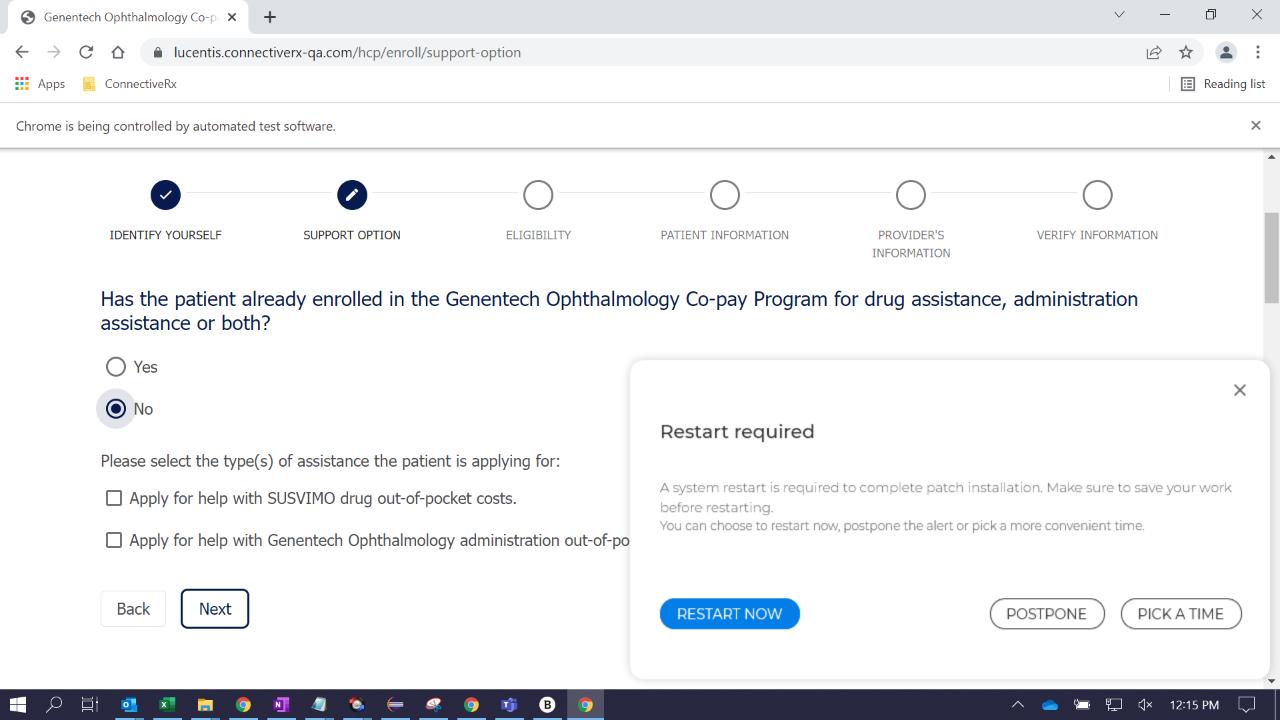 Genentech Ophthalmology Co-p
lucentis.connectiverx-qa.com/hcp/enroll/support-option
Apps
ConnectiveRx
Reading list
Chrome is being controlled by automated test software.
IDENTIFY YOURSELF
SUPPORT OPTION
ELIGIBILITY
PATIENT INFORMATION
PROVIDER'S
INFORMATION
VERIFY INFORMATION
Has the patient already enrolled in the Genentech Ophthalmology Co-pay Program for drug assistance, administration
assistance or both?
Yes
No
Please select the type(s) of assistance the patient is applying for:
Apply for help with SUSVIMO drug out-of-pocket costs.
Apply for help with Genentech Ophthalmology administration out-of-po
Back
Next
Restart required
A system restart is required to complete patch installation. Make sure to save your work
before restarting.
You can choose to restart now, postpone the alert or pick a more convenient time.
RESTART NOW
POSTPONE
PICK A TIME
B
12:15 PM